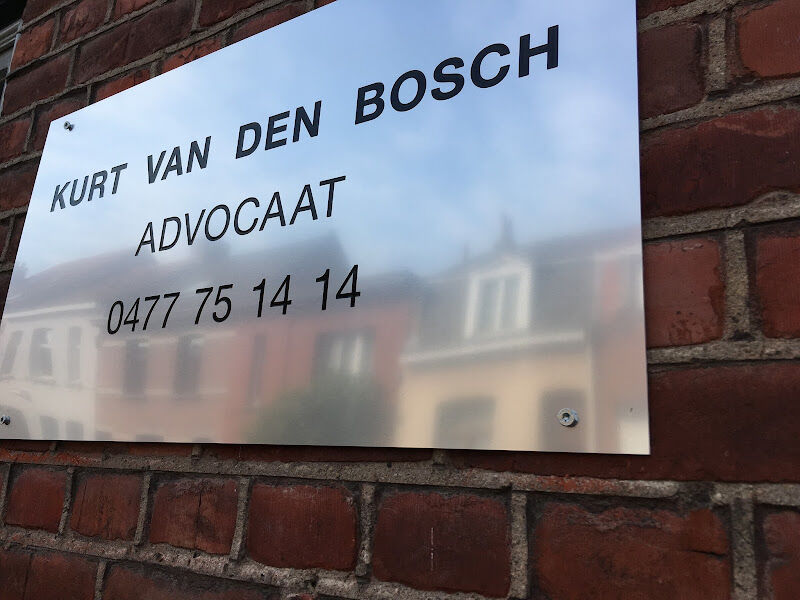 KURT VAN DEN BOSCH
ADVOCAAT
0477 75 14 14